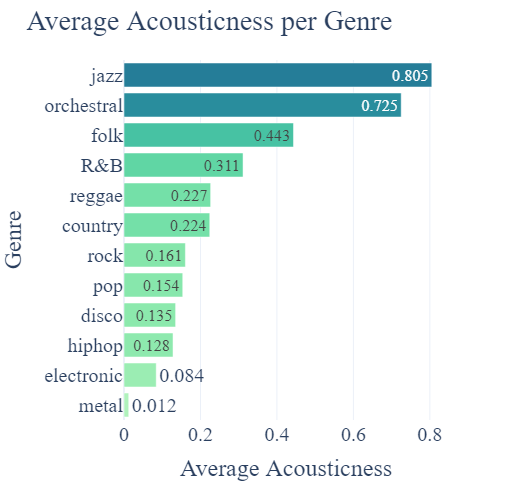 Average Acousticness per Genre
jazz 0.805
orchestral 0.725
folk 0.443
R&B 0.311
reggae 0.227
country 0.224
rock 0.161
pop 0.154
disco 0.135
hiphop 0.128
electronic 0.084
metal 0.012
0 0.2 0.4 0.6 0.8
Average Acousticness
Genre